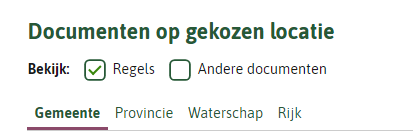 Documenten op gekozen locatie
Bekijk: Regels Andere documenten
Gemeente Provincie Waterschap Rijk